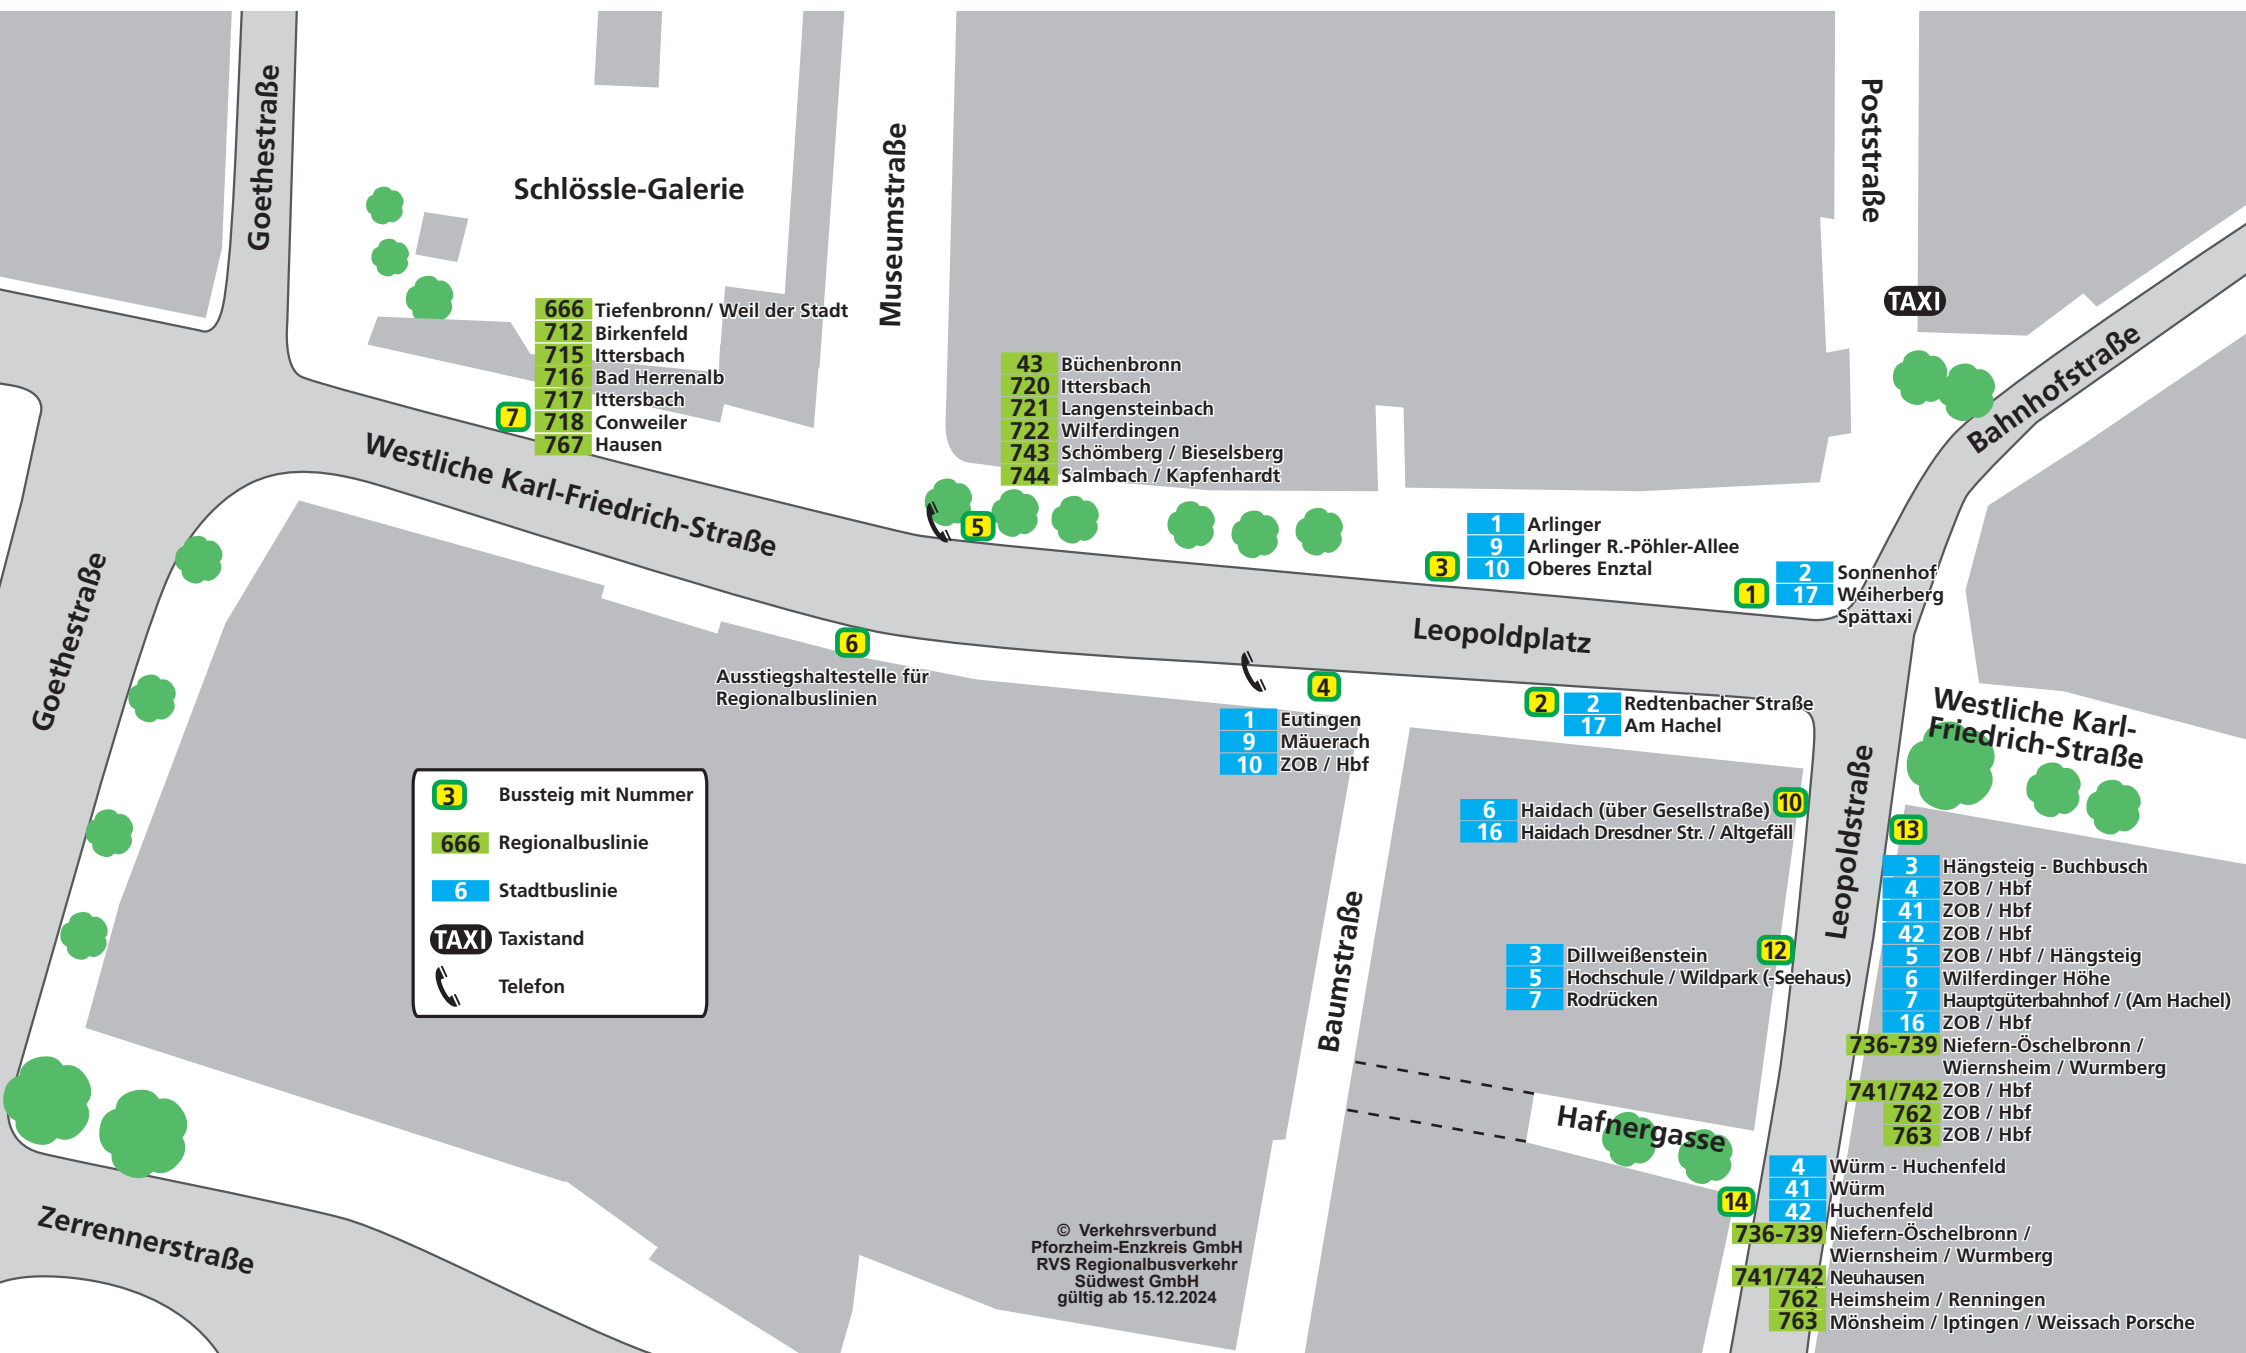 Goethestraße
Schlössle-Galerie
Museumstraße
Poststraße
TAXI
Bahnhofstraße
7
666 Tiefenbronn/ Weil der Stadt
712 Birkenfeld
715 Ittersbach
716 Bad Herrenalb
717 Ittersbach
718 Conweiler
767 Hausen
43 Büchenbronn
720 Ittersbach
721 Langensteinbach
722 Wilferdingen
743 Schömberg / Bieselsberg
744 Salmbach / Kapfenhardt
5
Westliche Karl-Friedrich-Straße
3
1 Arlinger
9 Arlinger R.-Pöhler-Allee
10 Oberes Enztal
1
2 Sonnenhof
17 Weiherberg
Spättaxi
Leopoldplatz
6
Ausstiegshaltestelle für
Regionalbuslinien
4
1 Eutingen
9 Mäuerach
10 ZOB / Hbf
2
2 Redtenbacher Straße
17 Am Hachel
Westliche Karl-
Friedrich-Straße
Goethestraße
3 Bussteig mit Nummer
666 Regionalbuslinie
6 Stadtbuslinie
TAXI Taxistand
Telefon
10
6 Haidach (über Gesellstraße)
16 Haidach Dresdner Str. / Altgefäll
Leopoldstraße
13
3 Hängsteig - Buchbusch
4 ZOB / Hbf
41 ZOB / Hbf
42 ZOB / Hbf
5 ZOB / Hbf / Hängsteig
6 Wilferdinger Höhe
7 Hauptgüterbahnhof / (Am Hachel)
16 ZOB / Hbf
736-739 Niefern-Öschelbronn /
Wiernsheim / Wurmberg
741/742 ZOB / Hbf
762 ZOB / Hbf
763 ZOB / Hbf
Baumstraße
12
3 Dillweißenstein
5 Hochschule / Wildpark (-Seehaus)
7 Rodrücken
Hafnergasse
14
4 Würm - Huchenfeld
41 Würm
42 Huchenfeld
736-739 Niefern-Öschelbronn /
Wiernsheim / Wurmberg
741/742 Neuhausen
762 Heimsheim / Renningen
763 Mönsheim / Iptingen / Weissach Porsche
Zerrennerstraße
© Verkehrsverbund
Pforzheim-Enzkreis GmbH
RVS Regionalbusverkehr
Südwest GmbH
gültig ab 15.12.2024